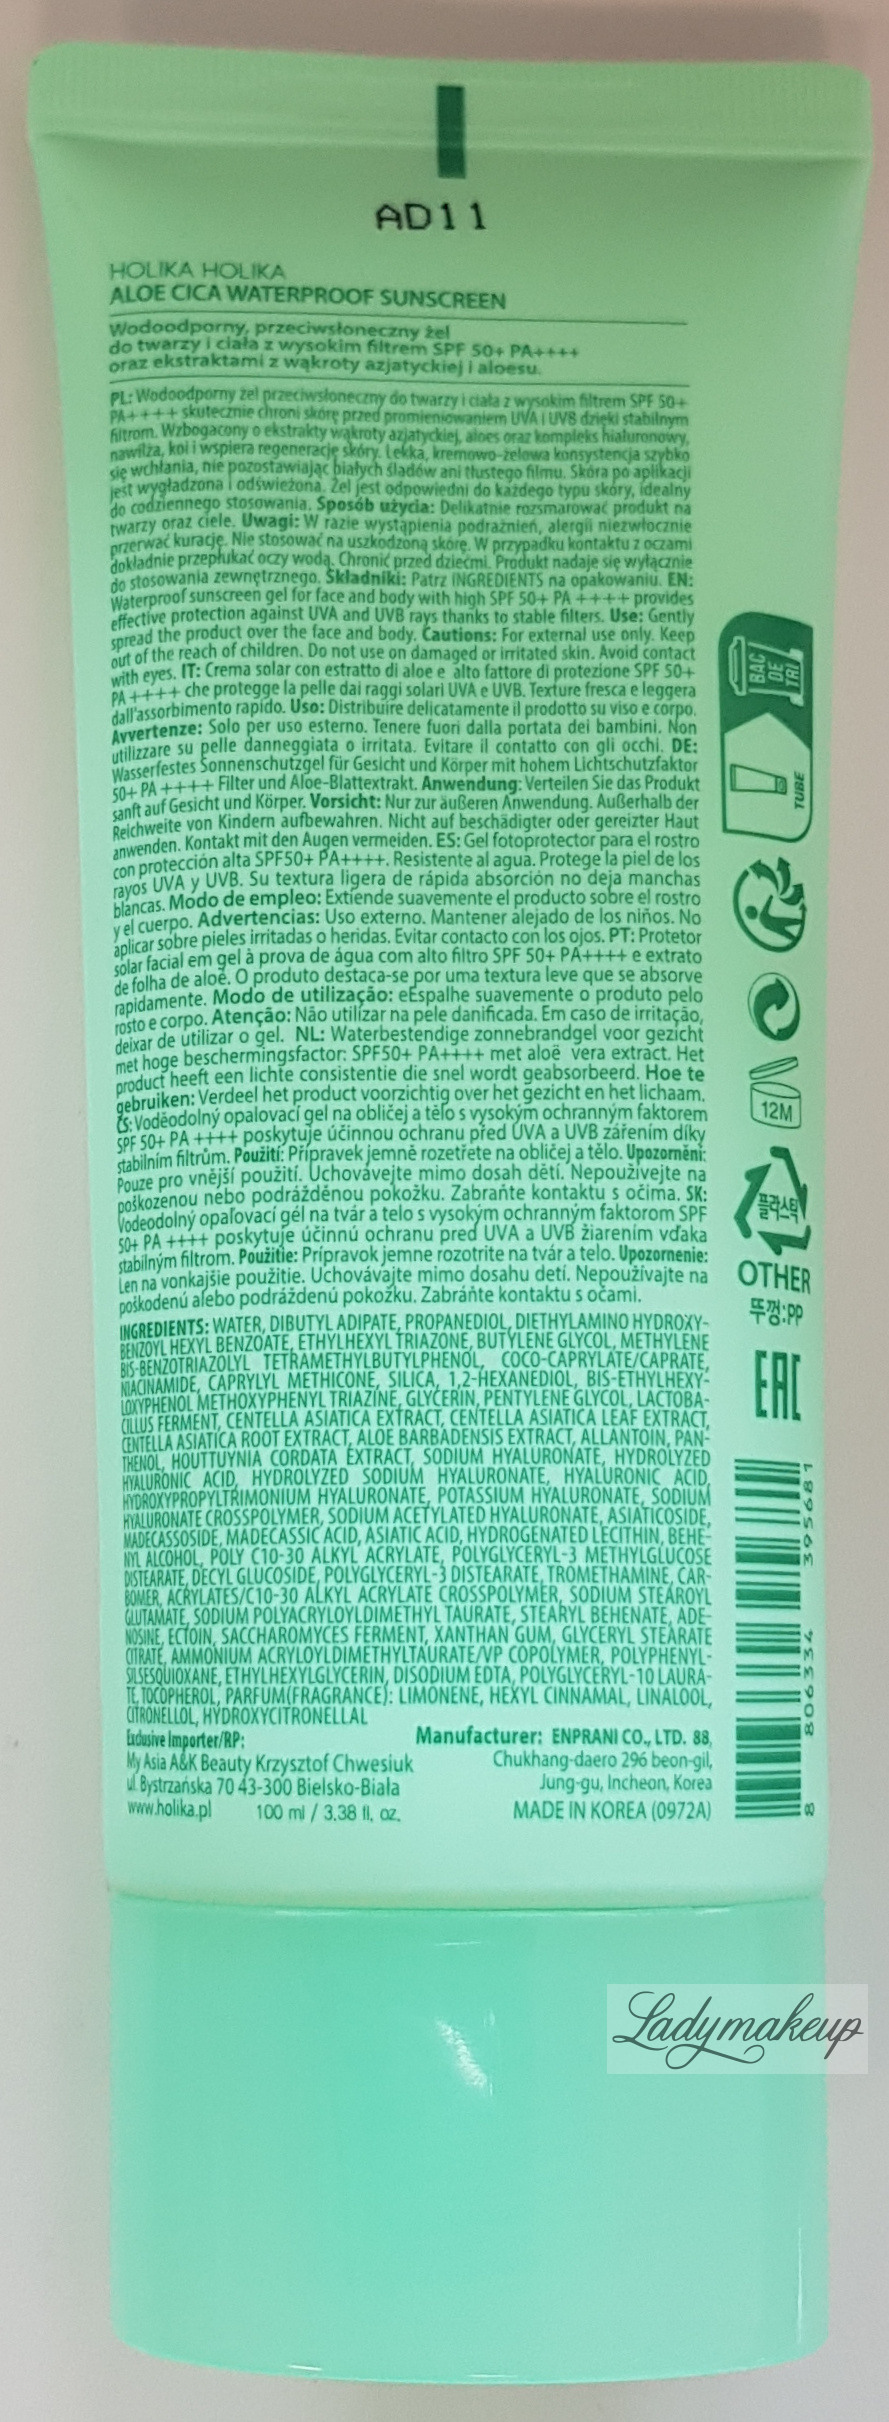 AD11
HOLIKA HOLIKA
ALOE CICA WATERPROOF SUNSCREEN
Wodoodporny, przeciwsłoneczny żel
do twarzy i ciała z wysokim filtrem SPF 50+ PA++++
oraz ekstraktami z wąkroty azjatyckiej i aloesu.
PL: Wodoodporny żel przeciwsłoneczny do twarzy i ciała z wysokim filtrem SPF 50+
PA++++ skutecznie chroni skórę przed promieniowaniem UVA i UVB dzięki stabilnym
filtrom. Wzbogacony o ekstrakty wąkroty azjatyckiej, aloes oraz kompleks hialuronowy,
nawilża, koi i wspiera regenerację skóry. Lekka, kremowo-żelowa konsystencja szybko
się wchłania, nie pozostawiając białych śladów ani tłustego filmu. Skóra po aplikacji
jest wygładzona i odświeżona. Żel jest odpowiedni do każdego typu skóry, idealny
do codziennego stosowania. Sposób użycia: Delikatnie rozsmarować produkt na
twarzy oraz ciele. Uwagi: W razie wystąpienia podrażnień, alergii niezwłocznie
przerwać kurację. Nie stosować na uszkodzoną skórę. W przypadku kontaktu z oczami
dokładnie przepłukać oczy wodą. Chronić przed dziećmi. Produkt nadaje się wyłącznie
do stosowania zewnętrznego. Składniki: Patrz INGREDIENTS na opakowaniu. EN:
Waterproof sunscreen gel for face and body with high SPF 50+ PA ++++ provides
effective protection against UVA and UVB rays thanks to stable filters. Use: Gently
spread the product over the face and body. Cautions: For external use only. Keep
out of the reach of children. Do not use on damaged or irritated skin. Avoid contact
with eyes. IT: Crema solar con estratto di aloe e alto fattore di protezione SPF 50+
PA ++++ che protegge la pelle dai raggi solari UVA e UVB. Texture fresca e leggera
dall'assorbimento rapido. Uso: Distribuire delicatamente il prodotto su viso e corpo.
Avvertenze: Solo per uso esterno. Tenere fuori dalla portata dei bambini. Non
utilizzare su pelle danneggiata o irritata. Evitare il contatto con gli occhi. DE:
Wasserfestes Sonnenschutzgel für Gesicht und Körper mit hohem Lichtschutzfaktor
50+ PA ++++ Filter und Aloe-Blattextrakt. Anwendung: Verteilen Sie das Produkt
sanft auf Gesicht und Körper. Vorsicht: Nur zur äußeren Anwendung. Außerhalb der
Reichweite von Kindern aufbewahren. Nicht auf beschädigter oder gereizter Haut
anwenden. Kontakt mit den Augen vermeiden. ES: Gel fotoprotector para el rostro
con protección alta SPF50+ PA++++. Resistente al agua. Protege la piel de los
rayos UVA y UVB. Su textura ligera de rápida absorción no deja manchas
blancas. Modo de empleo: Extiende suavemente el producto sobre el rostro
y el cuerpo. Advertencias: Uso externo. Mantener alejado de los niños. No
aplicar sobre pieles irritadas o heridas. Evitar contacto con los ojos. PT: Protetor
solar facial em gel à prova de água com alto filtro SPF 50+ PA++++ e extrato
de folha de aloé. O produto destaca-se por uma textura leve que se absorve
rapidamente. Modo de utilização: eEspalhe suavemente o produto pelo
rosto e corpo. Atenção: Não utilizar na pele danificada. Em caso de irritação,
deixar de utilizar o gel. NL: Waterbestendige zonnebrandgel voor gezicht
met hoge beschermingsfactor: SPF50+ PA++++ met aloë vera extract. Het
product heeft een lichte consistentie die snel wordt geabsorbeerd. Hoe te
gebruiken: Verdeel het product voorzichtig over het gezicht en het lichaam.
CS: Voděodolný opalovací gel na obličej a tělo s vysokým ochranným faktorem
SPF 50+ PA ++++ poskytuje účinnou ochranu před UVA a UVB zářením díky
stabilním filtrům. Použití: Přípravek jemně rozetřete na obličej a tělo. Upozornění:
Pouze pro vnější použití. Uchovávejte mimo dosah dětí. Nepoužívejte na
poškozenou nebo podrážděnou pokožku. Zabraňte kontaktu s očima. SK:
Vodeodolný opaľovací gél na tvár a telo s vysokým ochranným faktorom SPF
50+ PA ++++ poskytuje účinnú ochranu pred UVA a UVB žiarením vďaka
stabilným filtrom. Použitie: Prípravok jemne rozotrite na tvár a telo. Upozornenie:
Len na vonkajšie použitie. Uchovávajte mimo dosahu detí. Nepoužívajte na
poškodenú alebo podráždenú pokožku. Zabráňte kontaktu s očami.
INGREDIENTS: WATER, DIBUTYL ADIPATE, PROPANEDIOL, DIETHYLAMINO HYDROXY-
BENZOYL HEXYL BENZOATE, ETHYLHEXYL TRIAZONE, BUTYLENE GLYCOL, METHYLENE
BIS-BENZOTRIAZOLYL TETRAMETHYLBUTYLPHENOL, COCO-CAPRYLATE/CAPRATE,
NIACINAMIDE, CAPRYLYL METHICONE, SILICA, 1,2-HEXANEDIOL, BIS-ETHYLHEXY-
LOXYPHENOL METHOXYPHENYL TRIAZINE, GLYCERIN, PENTYLENE GLYCOL, LACTOBA-
CILLUS FERMENT, CENTELLA ASIATICA EXTRACT, CENTELLA ASIATICA LEAF EXTRACT,
CENTELLA ASIATICA ROOT EXTRACT, ALOE BARBADENSIS EXTRACT, ALLANTOIN, PAN-
THENOL, HOUTTUYNIA CORDATA EXTRACT, SODIUM HYALURONATE, HYDROLYZED
HYALURONIC ACID, HYDROLYZED SODIUM HYALURONATE, HYALURONIC ACID,
HYDROXYPROPYLTRIMONIUM HYALURONATE, POTASSIUM HYALURONATE, SODIUM
HYALURONATE CROSSPOLYMER, SODIUM ACETYLATED HYALURONATE, ASIATICOSIDE,
MADECASSOSIDE, MADECASSIC ACID, ASIATIC ACID, HYDROGENATED LECITHIN, BEHE-
NYL ALCOHOL, POLY C10-30 ALKYL ACRYLATE, POLYGLYCERYL-3 METHYLGLUCOSE
DISTEARATE, DECYL GLUCOSIDE, POLYGLYCERYL-3 DISTEARATE, TROMETHAMINE, CAR-
BOMER, ACRYLATES/C10-30 ALKYL ACRYLATE CROSSPOLYMER, SODIUM STEAROYL
GLUTAMATE, SODIUM POLYACRYLOYLDIMETHYL TAURATE, STEARYL BEHENATE, ADE-
NOSINE, ECTOIN, SACCHAROMYCES FERMENT, XANTHAN GUM, GLYCERYL STEARATE
CITRATE, AMMONIUM ACRYLOYLDIMETHYLTAURATE/VP COPOLYMER, POLYPHENYL-
SILSESQUIOXANE, ETHYLHEXYLGLYCERIN, DISODIUM EDTA, POLYGLYCERYL-10 LAURA-
TE, TOCOPHEROL, PARFUM(FRAGRANCE): LIMONENE, HEXYL CINNAMAL, LINALOOL,
CITRONELLOL, HYDROXYCITRONELLAL
Exclusive Importer/RP:
My Asia A&K Beauty Krzysztof Chwesiuk
ul. Bystrzańska 70 43-300 Bielsko-Biała
www.holika.pl 100 ml / 3.38 fl. oz.
Manufacturer: ENPRANI CO., LTD. 88,
Chukhang-daero 296 beon-gil,
Jung-gu, Incheon, Korea
MADE IN KOREA (0972A)
BAC
DE
TRI
TUBE
12M
플라스틱
OTHER
뚜껑:PP
EAC
8 806334 395681
Ladymakeup